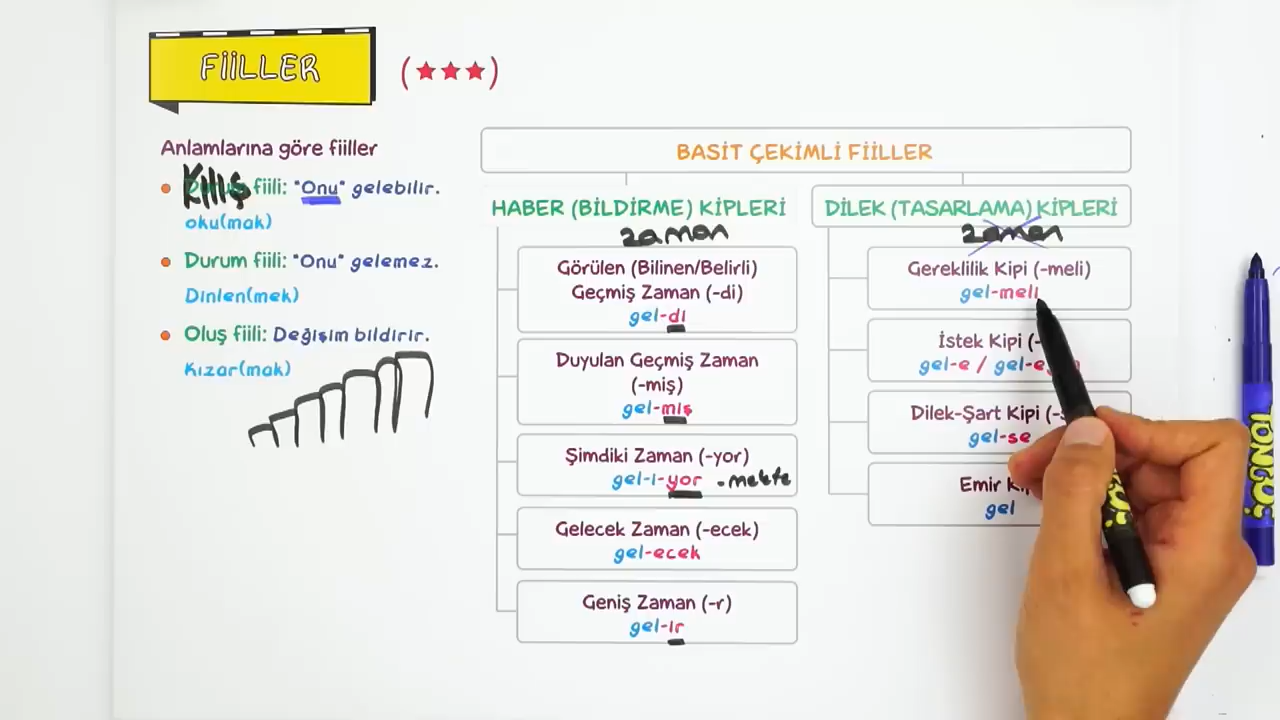 FİİLLER
(★★★)
Anlamlarına göre fiiller
Kılış
fiili: "Onu" gelebilir.
oku(mak)
Durum fiili: "Onu" gelemez.
Dinlen(mek)
Oluş fiili: Değişim bildirir.
Kızar(mak)
BASİT ÇEKİMLİ FİİLLER
HABER (BİLDİRME) KİPLERİ
zaman
Görülen (Bilinen/Belirli)
Geçmiş Zaman (-di)
gel-di
Duyulan Geçmiş Zaman
(-miş)
gel-miş
Şimdiki Zaman (-yor)
gel-i-yor -mekte
Gelecek Zaman (-ecek)
gel-ecek
Geniş Zaman (-r)
gel-ir
DİLEK (TASARLAMA) KİPLERİ
zaman
Gereklilik Kipi (-meli)
gel-meli
İstek Kipi (-
gel-e / gel-e
Dilek-Şart Kipi (-
gel-se
Emir
gel
TONGUÇ